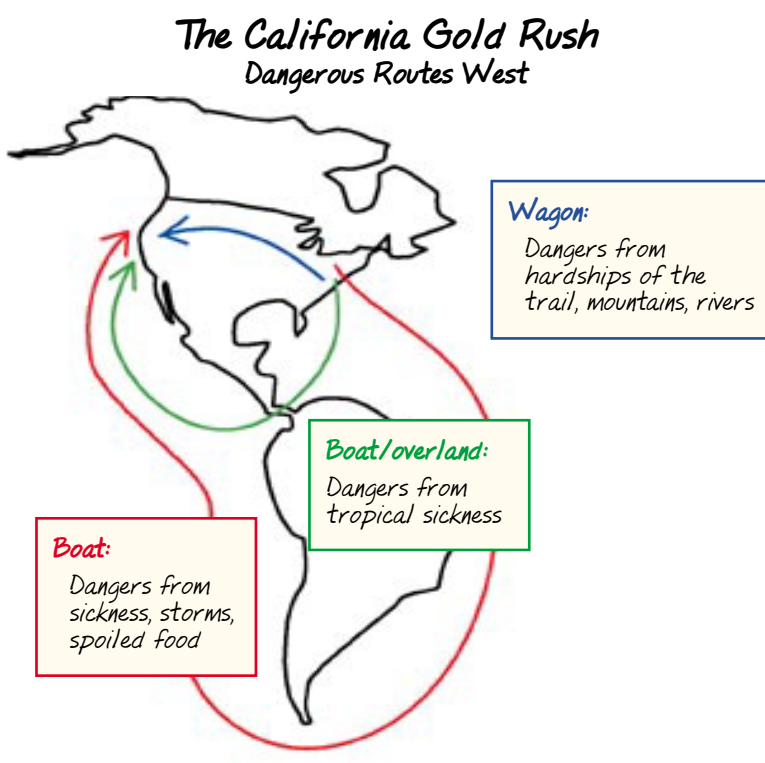 The California Gold Rush
Dangerous Routes West
Wagon:
Dangers from
hardships of the
trail, mountains, rivers
Boat/overland:
Dangers from
tropical sickness
Boat:
Dangers from
sickness, storms,
spoiled food